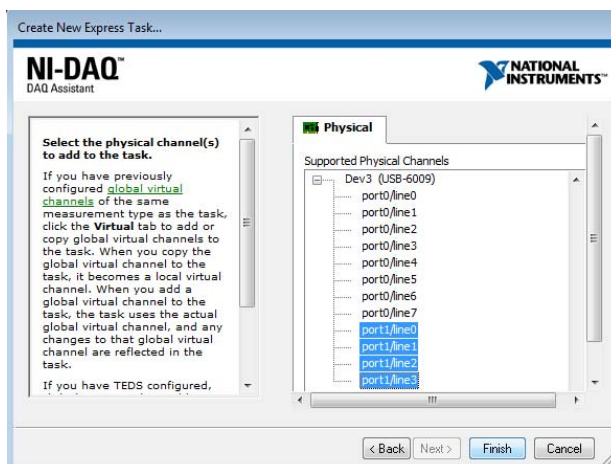 Create New Express Task...
NI-DAQ™
DAQ Assistant
NATIONAL
INSTRUMENTS™
Select the physical channel(s)
to add to the task.
If you have previously
configured global virtual
channels of the same
measurement type as the task,
click the Virtual tab to add or
copy global virtual channels to
the task. When you copy the
global virtual channel to the
task, it becomes a local virtual
channel. When you add a
global virtual channel to the
task, the task uses the actual
global virtual channel, and any
changes to that global virtual
channel are reflected in the
task.
If you have TEDS configured,
Physical
Supported Physical Channels
Dev3 (USB-6009)
port0/line0
port0/line1
port0/line2
port0/line3
port0/line4
port0/line5
port0/line6
port0/line7
port1/line0
port1/line1
port1/line2
port1/line3
< Back
Next >
Finish
Cancel